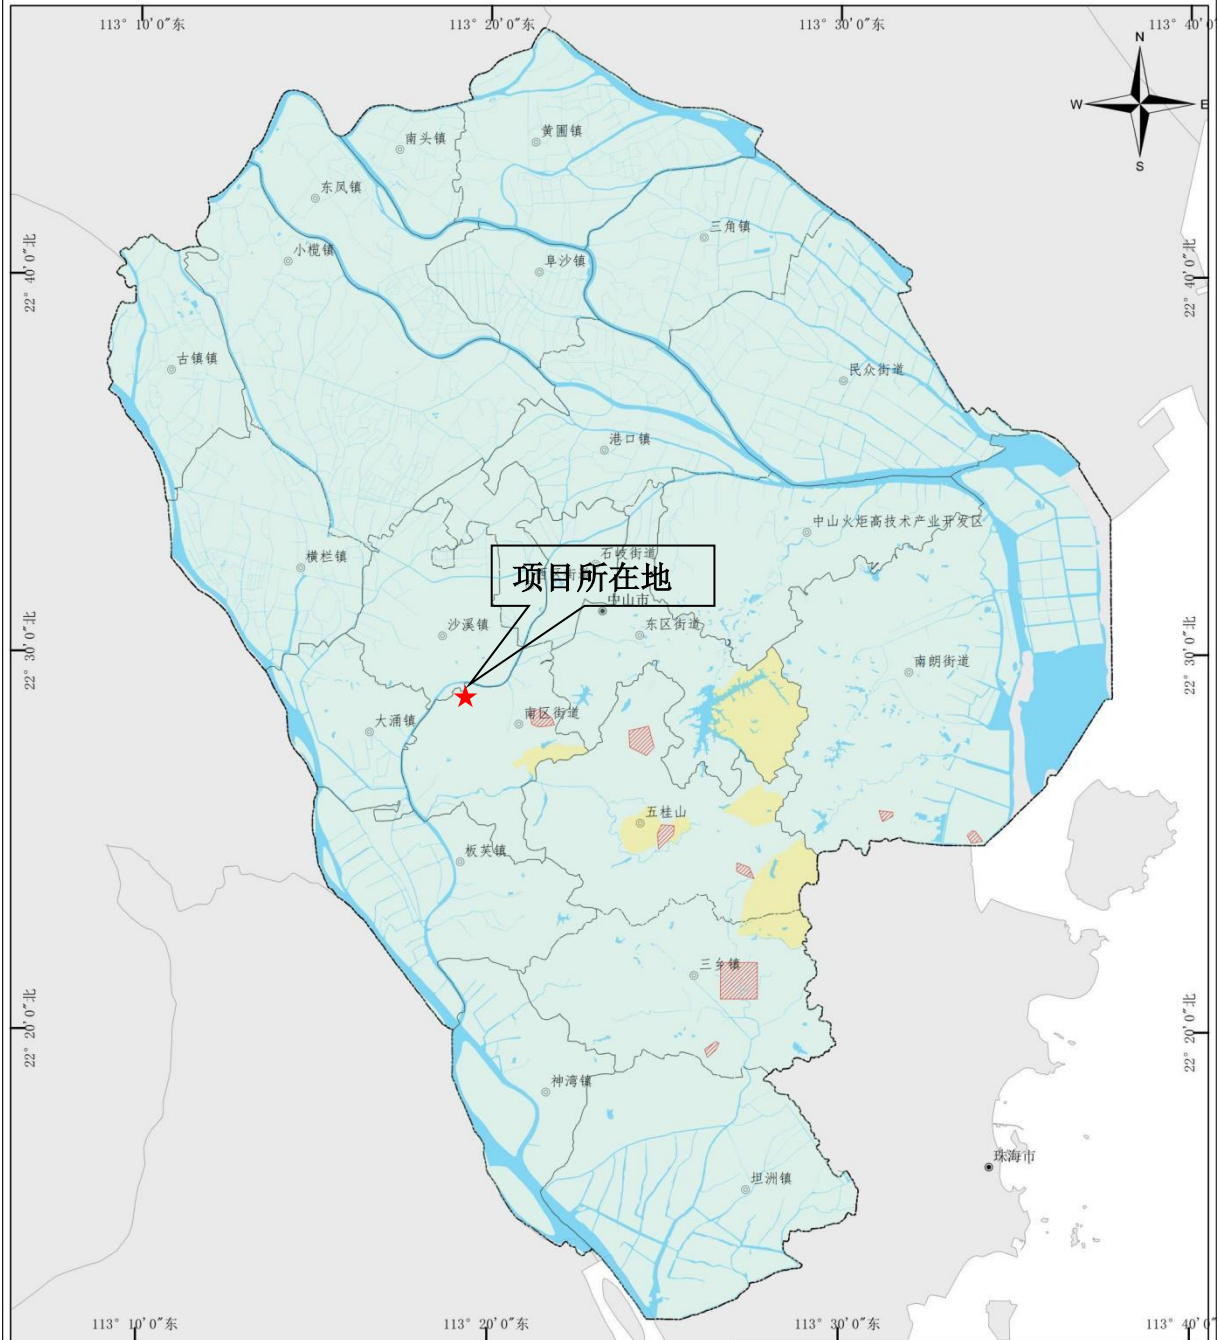 113° 10′0″东
113° 20′0″东
113° 30′0″东
113° 40′0″
N
W
E
S
南头镇
黄圃镇
东凤镇
三角镇
小榄镇
阜沙镇
22° 40′0″北
22° 40′0″北
古镇镇
民众街道
港口镇
中山火炬高技术产业开发区
石岐街道
横栏镇
项目所在地
中山市
沙溪镇
东区街道
22° 30′0″北
22° 30′0″北
南朗街道
大涌镇
南区街道
五桂山
板芙镇
三乡镇
22° 20′0″北
22° 20′0″北
神湾镇
珠海市
坦洲镇
113° 10′0″东
113° 20′0″东
113° 30′0″东
113° 40′0″